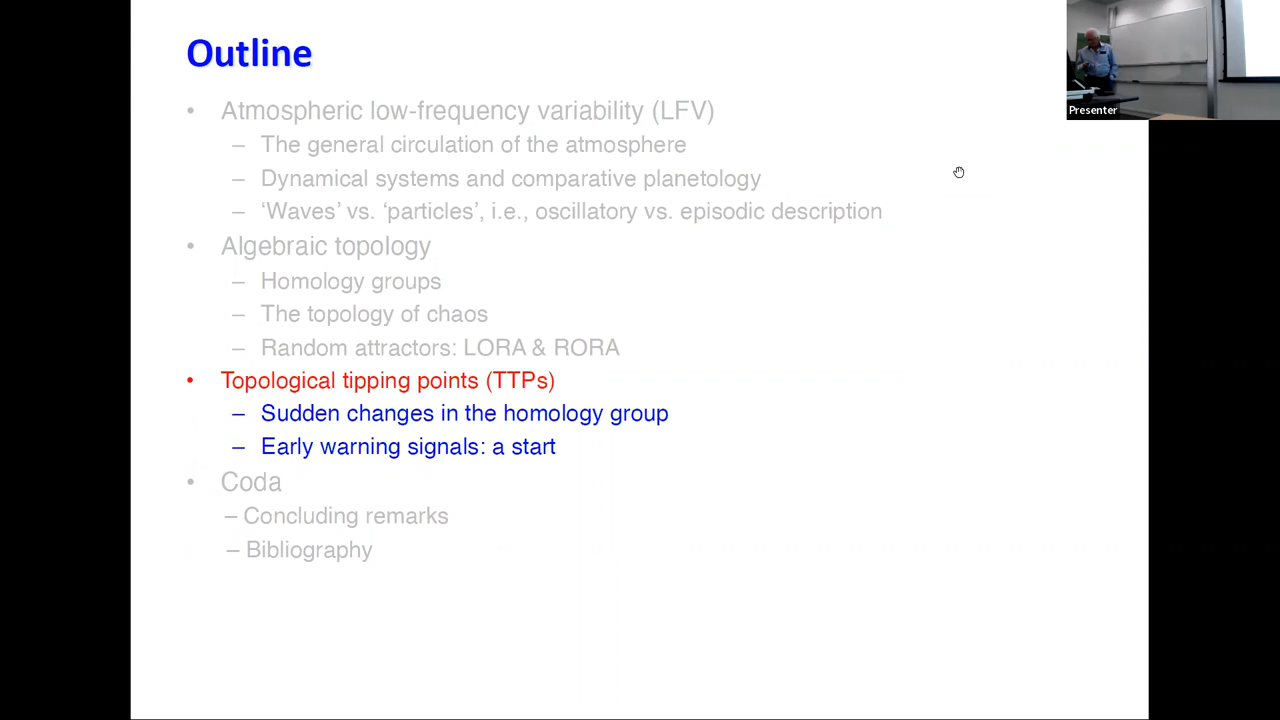 Outline
Presenter
• Atmospheric low-frequency variability (LFV)
– The general circulation of the atmosphere
– Dynamical systems and comparative planetology
– ‘Waves’ vs. ‘particles’, i.e., oscillatory vs. episodic description
• Algebraic topology
– Homology groups
– The topology of chaos
– Random attractors: LORA & RORA
• Topological tipping points (TTPs)
– Sudden changes in the homology group
– Early warning signals: a start
• Coda
– Concluding remarks
– Bibliography